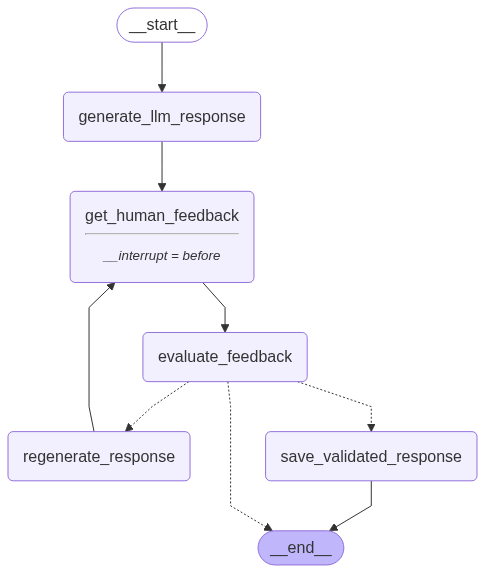 __start__
generate_llm_response
get_human_feedback
__interrupt = before
evaluate_feedback
regenerate_response
save_validated_response
__end__